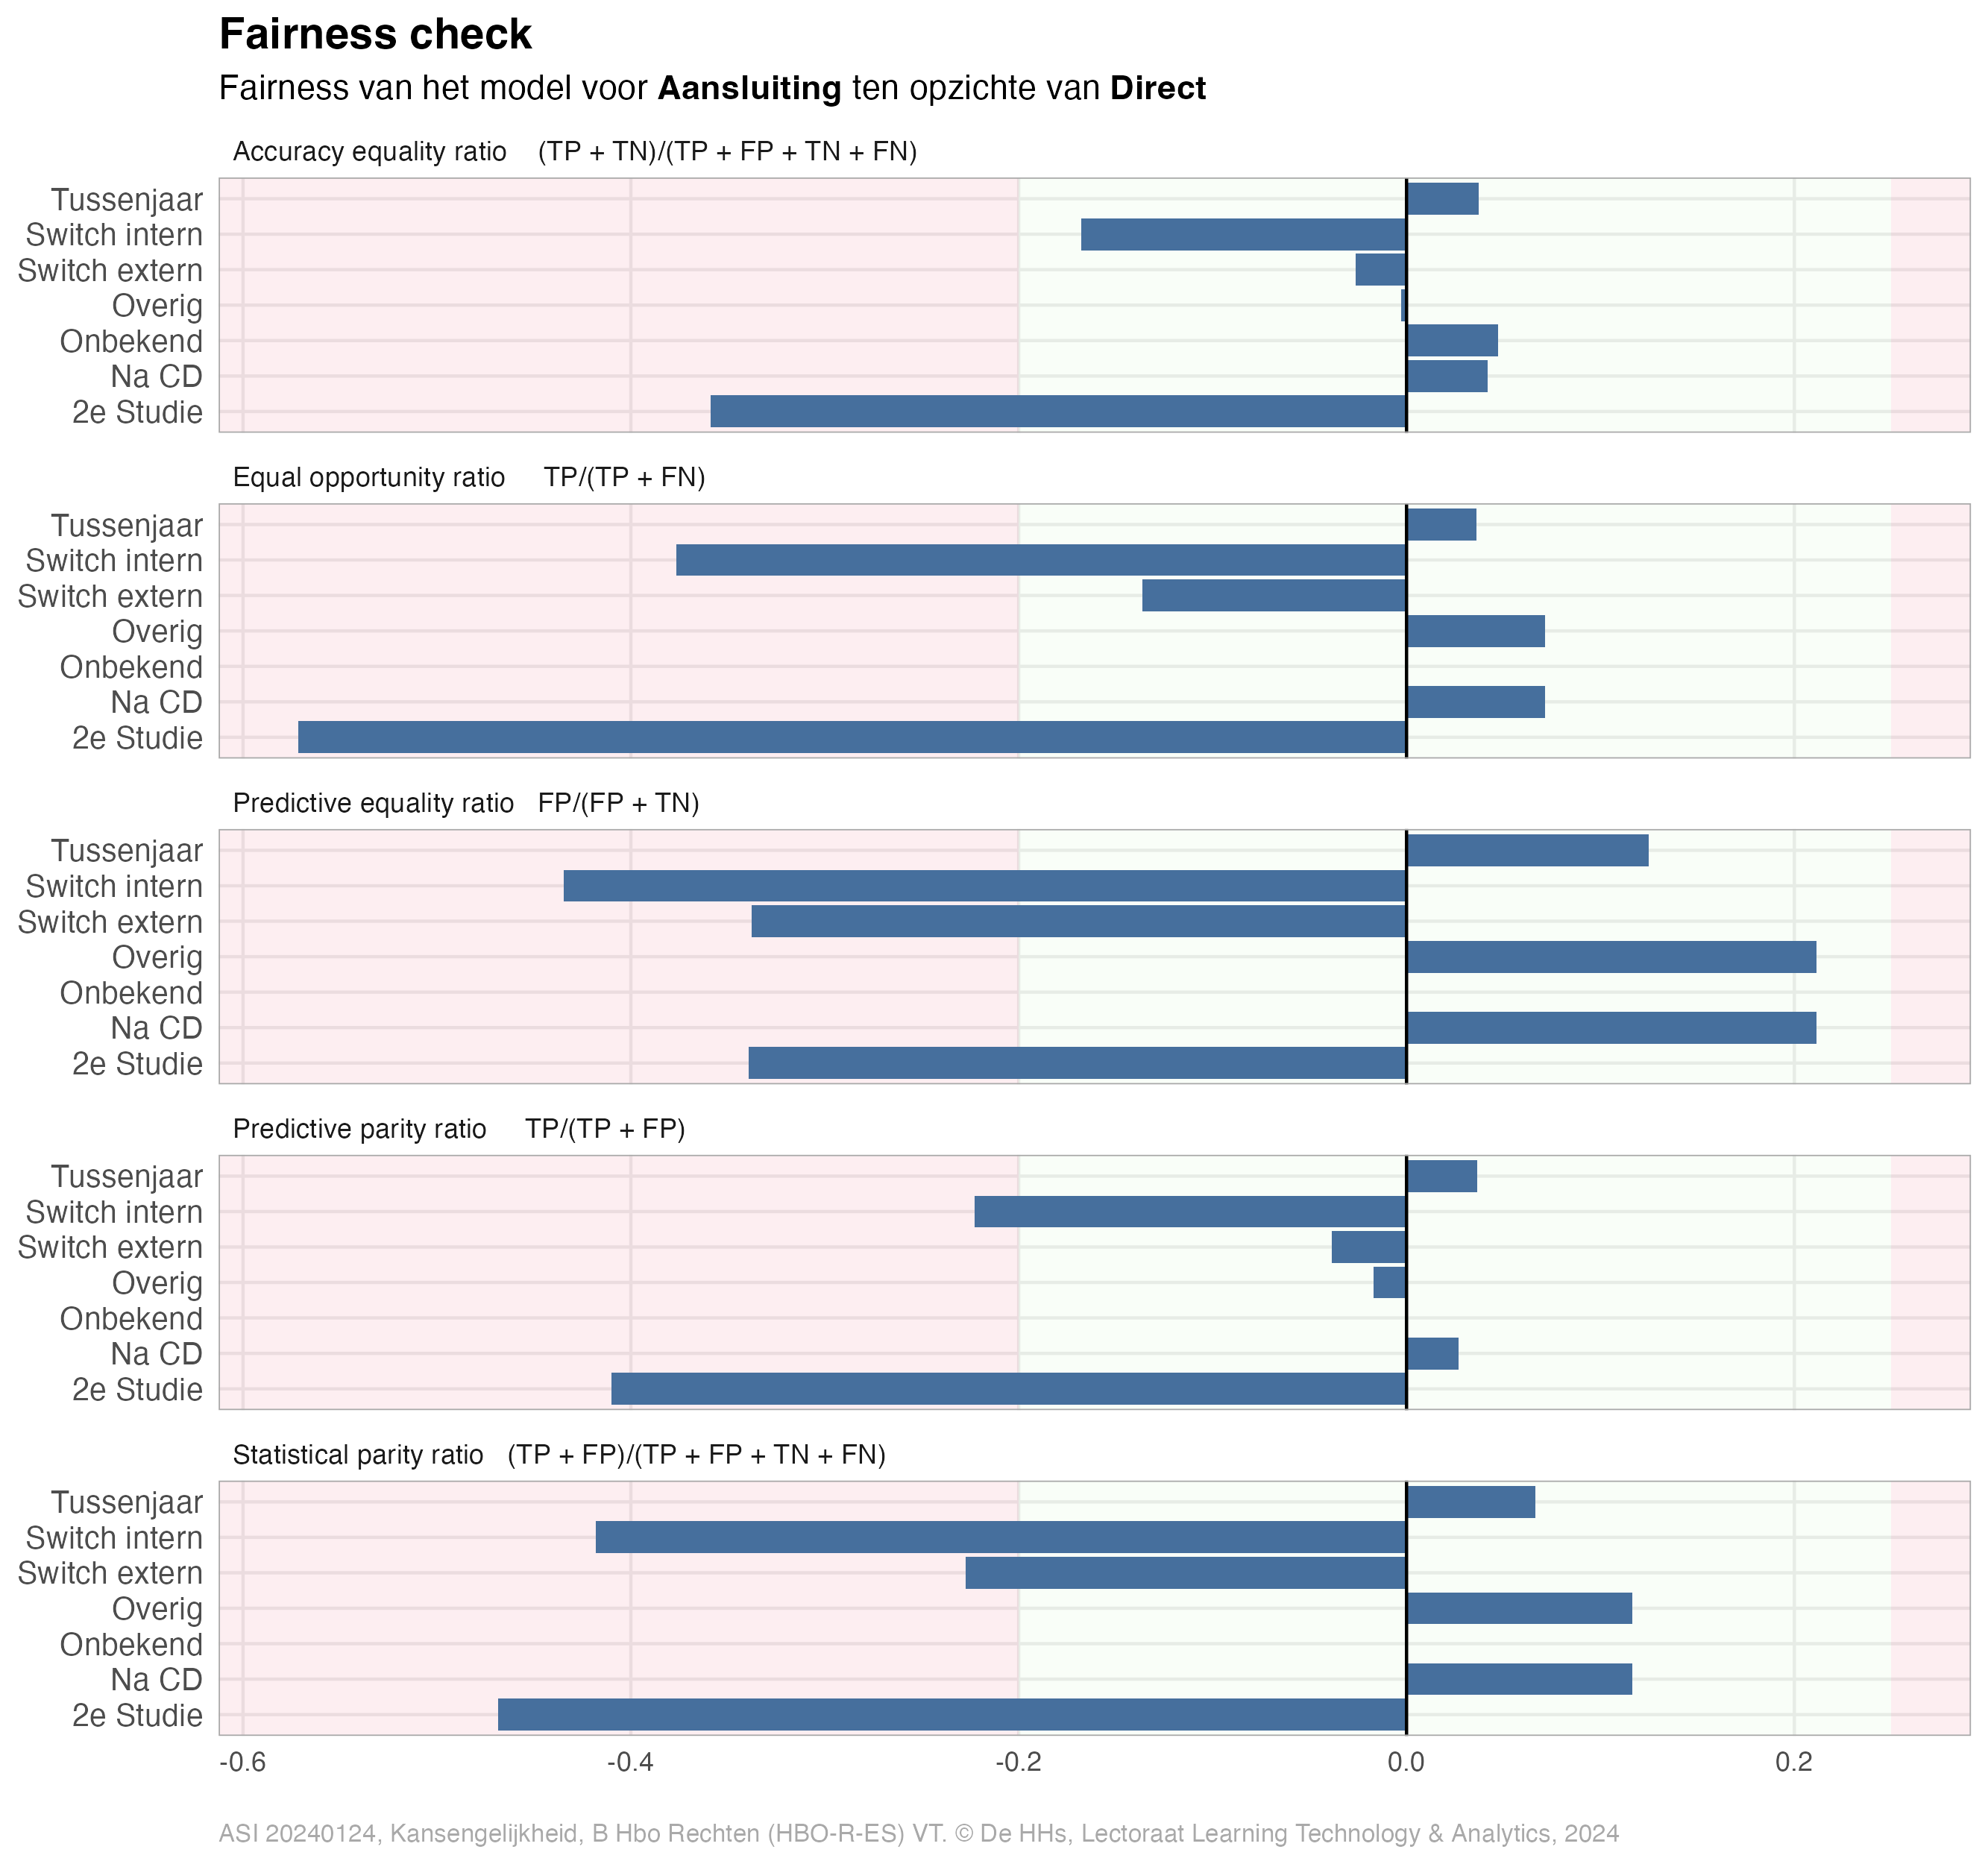 Fairness check
Fairness van het model voor Aansluiting ten opzichte van Direct
Accuracy equality ratio (TP + TN)/(TP + FP + TN + FN)
Tussenjaar
Switch intern
Switch extern
Overig
Onbekend
Na CD
2e Studie
Equal opportunity ratio TP/(TP + FN)
Tussenjaar
Switch intern
Switch extern
Overig
Onbekend
Na CD
2e Studie
Predictive equality ratio FP/(FP + TN)
Tussenjaar
Switch intern
Switch extern
Overig
Onbekend
Na CD
2e Studie
Predictive parity ratio TP/(TP + FP)
Tussenjaar
Switch intern
Switch extern
Overig
Onbekend
Na CD
2e Studie
Statistical parity ratio (TP + FP)/(TP + FP + TN + FN)
Tussenjaar
Switch intern
Switch extern
Overig
Onbekend
Na CD
2e Studie
-0.6 -0.4 -0.2 0.0 0.2
ASI 20240124, Kansengelijkheid, B Hbo Rechten (HBO-R-ES) VT. © De HHs, Lectoraat Learning Technology & Analytics, 2024